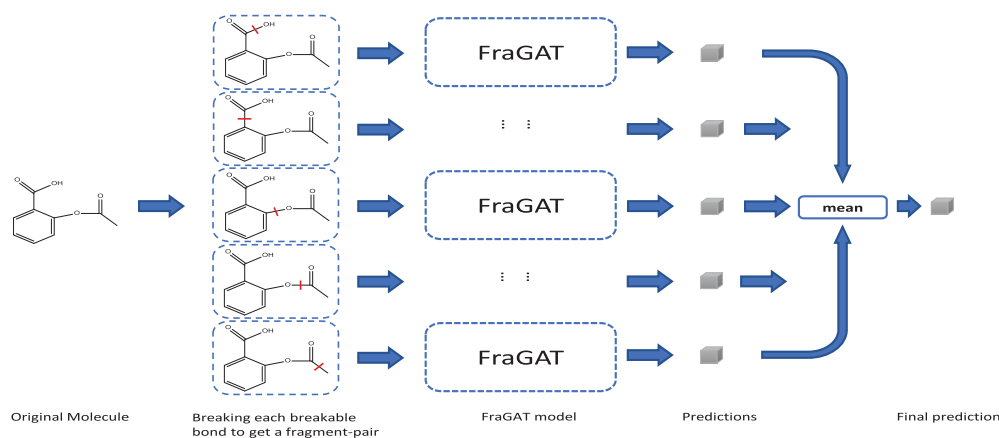 O
OH
O
O
O
OH
O
O
FraGAT
O
OH
O
O
⋮ ⋮
O
OH
O
O
O
OH
O
O
FraGAT
mean
O
OH
O
O
⋮ ⋮
O
OH
O
O
FraGAT
Original Molecule
Breaking each breakable
bond to get a fragment-pair
FraGAT model
Predictions
Final prediction